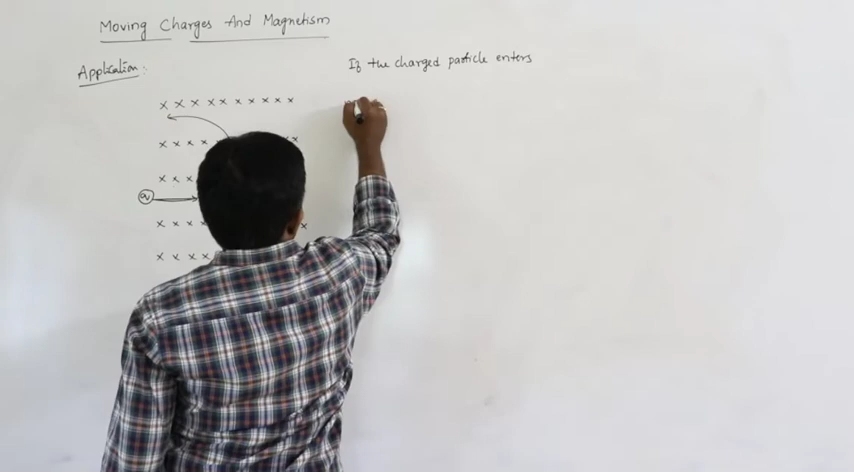 Moving Charges And Magnetism
Application:
If the charged particle enters
x x x x x x x x x x
x x x x x x
x x x
q
x x x x
x x x x